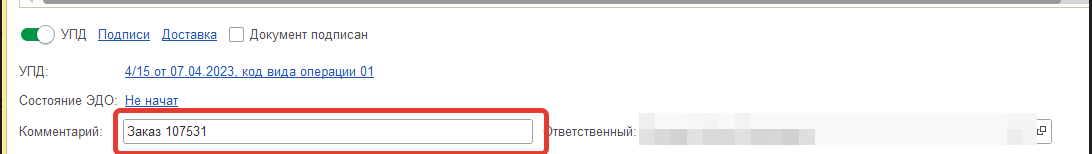 УПД Подписи Доставка Документ подписан
УПД: 4/15 от 07.04.2023, код вида операции 01
Состояние ЭДО: Не начат
Комментарий: Заказ 107531 Ответственный: